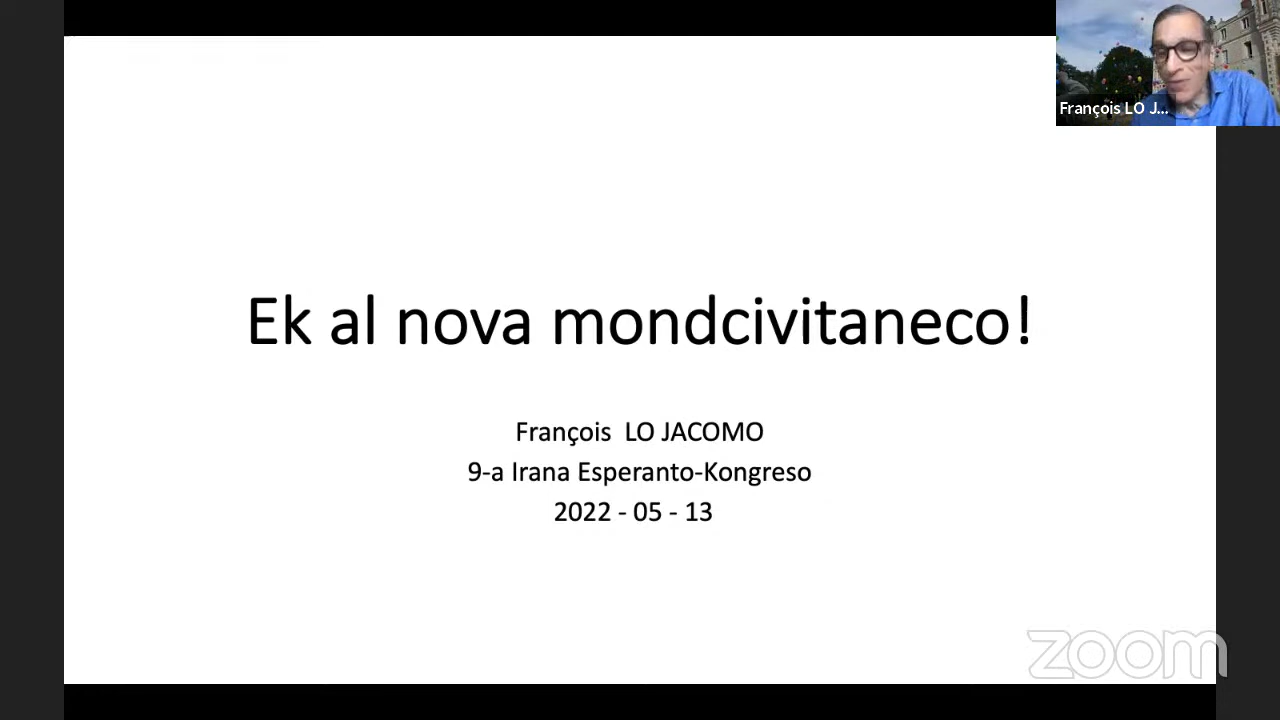 François LO J...
Ek al nova mondcivitaneco!
François LO JACOMO
9-a Irana Esperanto-Kongreso
2022 - 05 - 13
zoom